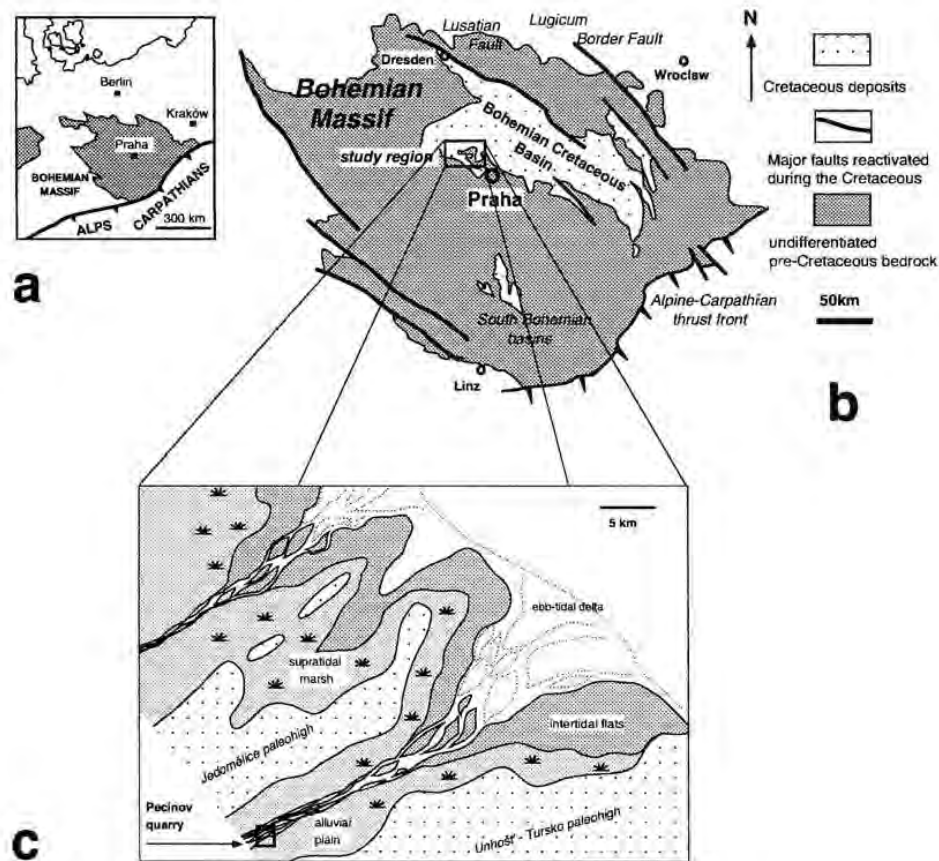 Berlin
Kraków
Praha
BOHEMIAN
MASSIF
ALPS
CARPATHIANS
300 km
a
Lusatian
Fault
Lugicum
Border Fault
Dresden
Wroclaw
Bohemian
Massif
Bohemian Cretaceous
Basin
study region
Praha
South Bohemian
basins
Alpine-Carpathian
thrust front
Linz
N
Cretaceous deposits
Major faults reactivated
during the Cretaceous
undifferentiated
pre-Cretaceous bedrock
50km
b
5 km
ebb-tidal delta
supratidal
marsh
intertidal flats
Jedomělice paleohigh
Pecínov
quarry
alluvial
plain
Unhošť - Tursko paleohigh
c